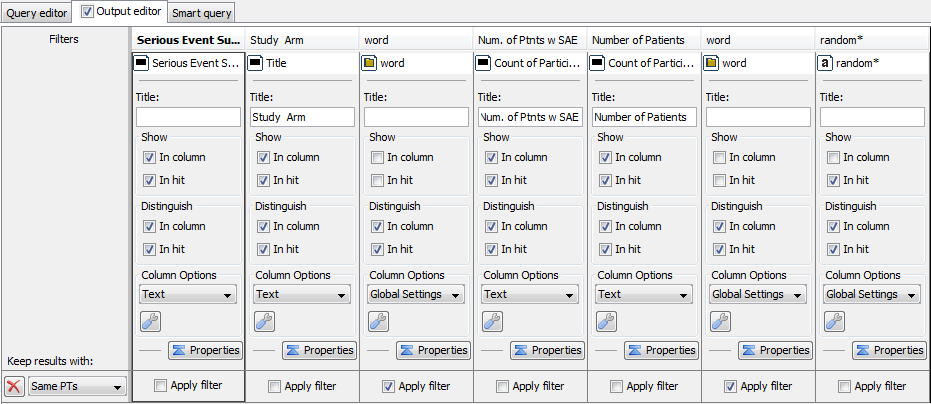 Query editor Output editor Smart query
Filters Serious Event Su... Study Arm word Num. of Ptnts w SAE Number of Patients word random*
Serious Event S... Title word Count of Partici... Count of Partici... word a random*
Title: Title: Title: Title: Title: Title: Title:
Study Arm Num. of Ptnts w SAE Number of Patients
Show Show Show Show Show Show Show
In column In column In column In column In column In column In column
In hit In hit In hit In hit In hit In hit In hit
Distinguish Distinguish Distinguish Distinguish Distinguish Distinguish Distinguish
In column In column In column In column In column In column In column
In hit In hit In hit In hit In hit In hit In hit
Column Options Column Options Column Options Column Options Column Options Column Options Column Options
Text Text Global Settings Text Text Global Settings Global Settings
Keep results with: Properties Properties Properties Properties Properties Properties Properties
Same PTs Apply filter Apply filter Apply filter Apply filter Apply filter Apply filter Apply filter